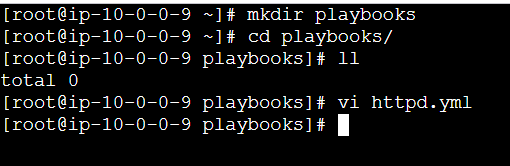 [root@ip-10-0-0-9 ~]# mkdir playbooks
[root@ip-10-0-0-9 ~]# cd playbooks/
[root@ip-10-0-0-9 playbooks]# ll
total 0
[root@ip-10-0-0-9 playbooks]# vi httpd.yml
[root@ip-10-0-0-9 playbooks]#